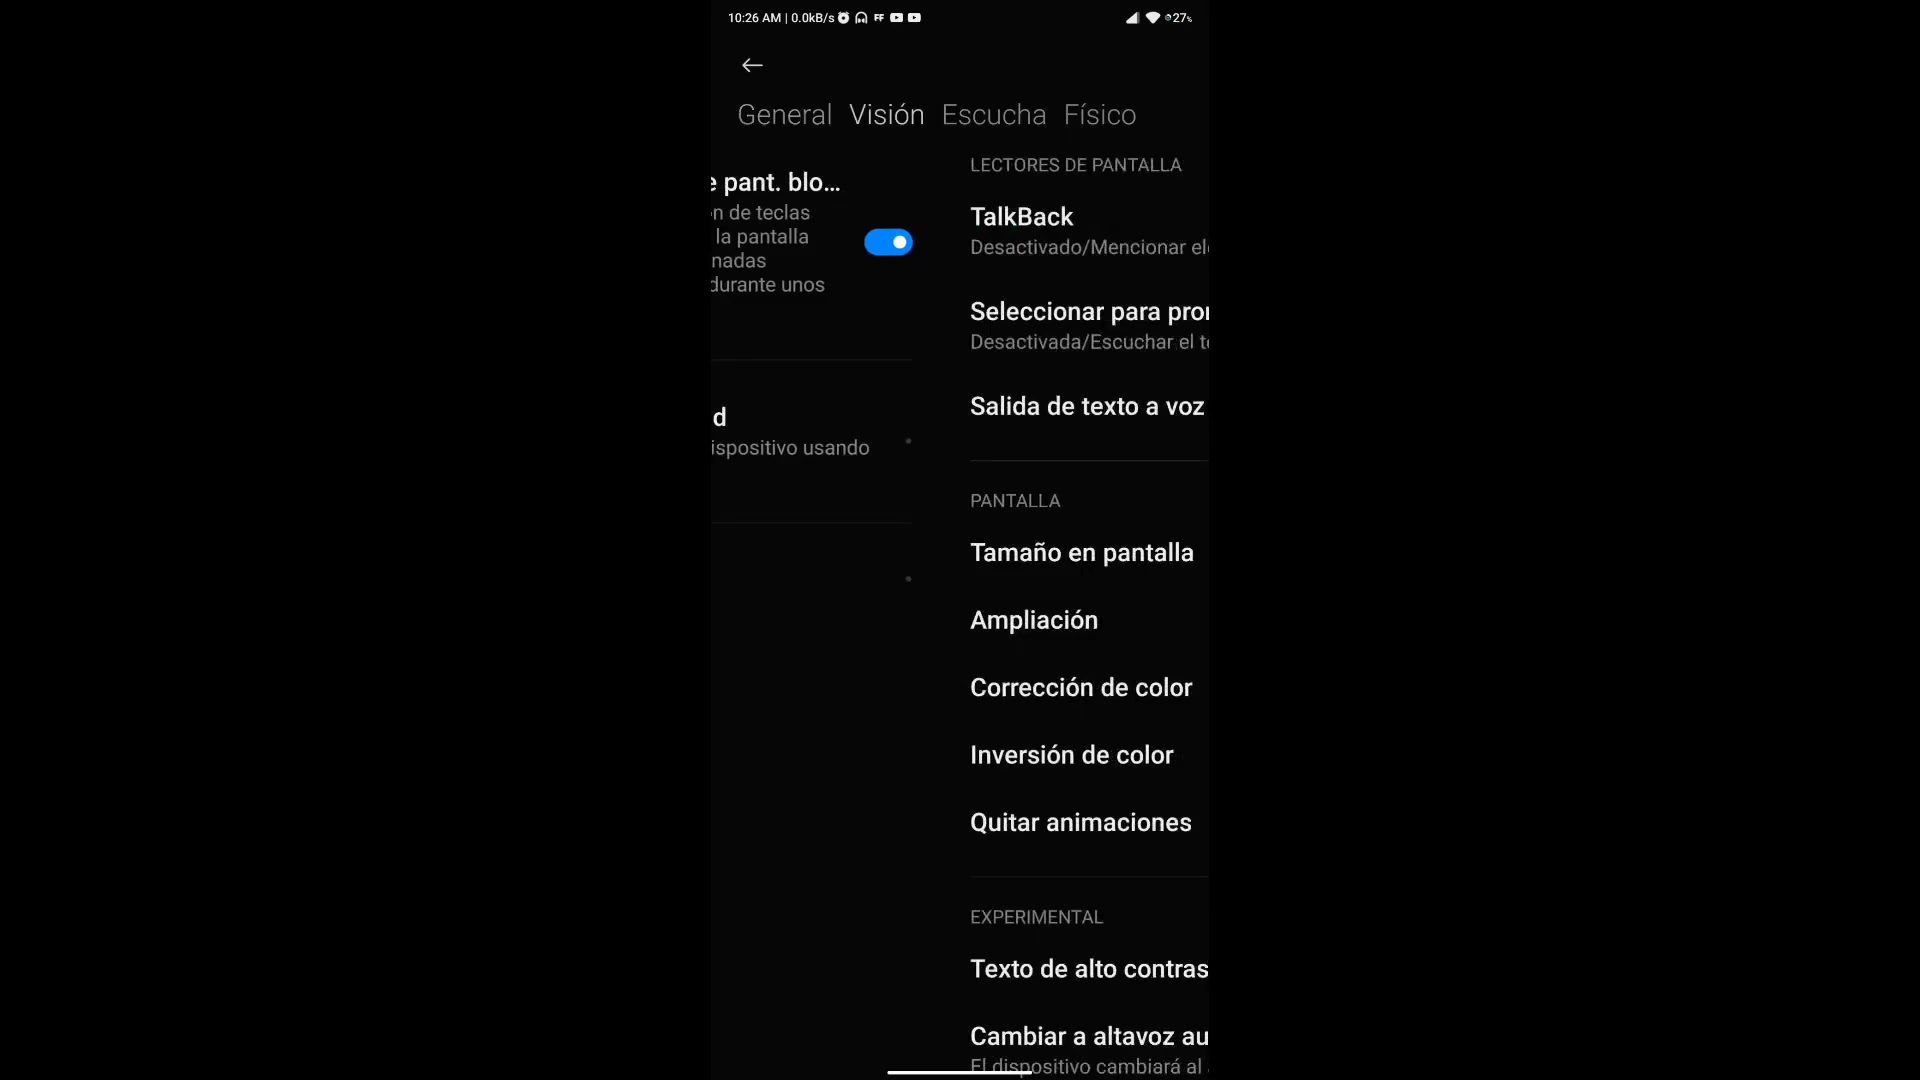 10:26 AM | 0.0kB/s FF 27%
General Visión Escucha Físico
e pant. blo...
n de teclas
la pantalla
nadas
durante unos
d
ispositivo usando
LECTORES DE PANTALLA
TalkBack
Desactivado/Mencionar el
Seleccionar para pro
Desactivada/Escuchar el t
Salida de texto a voz
PANTALLA
Tamaño en pantalla
Ampliación
Corrección de color
Inversión de color
Quitar animaciones
EXPERIMENTAL
Texto de alto contras
Cambiar a altavoz au
El dispositivo cambiará al